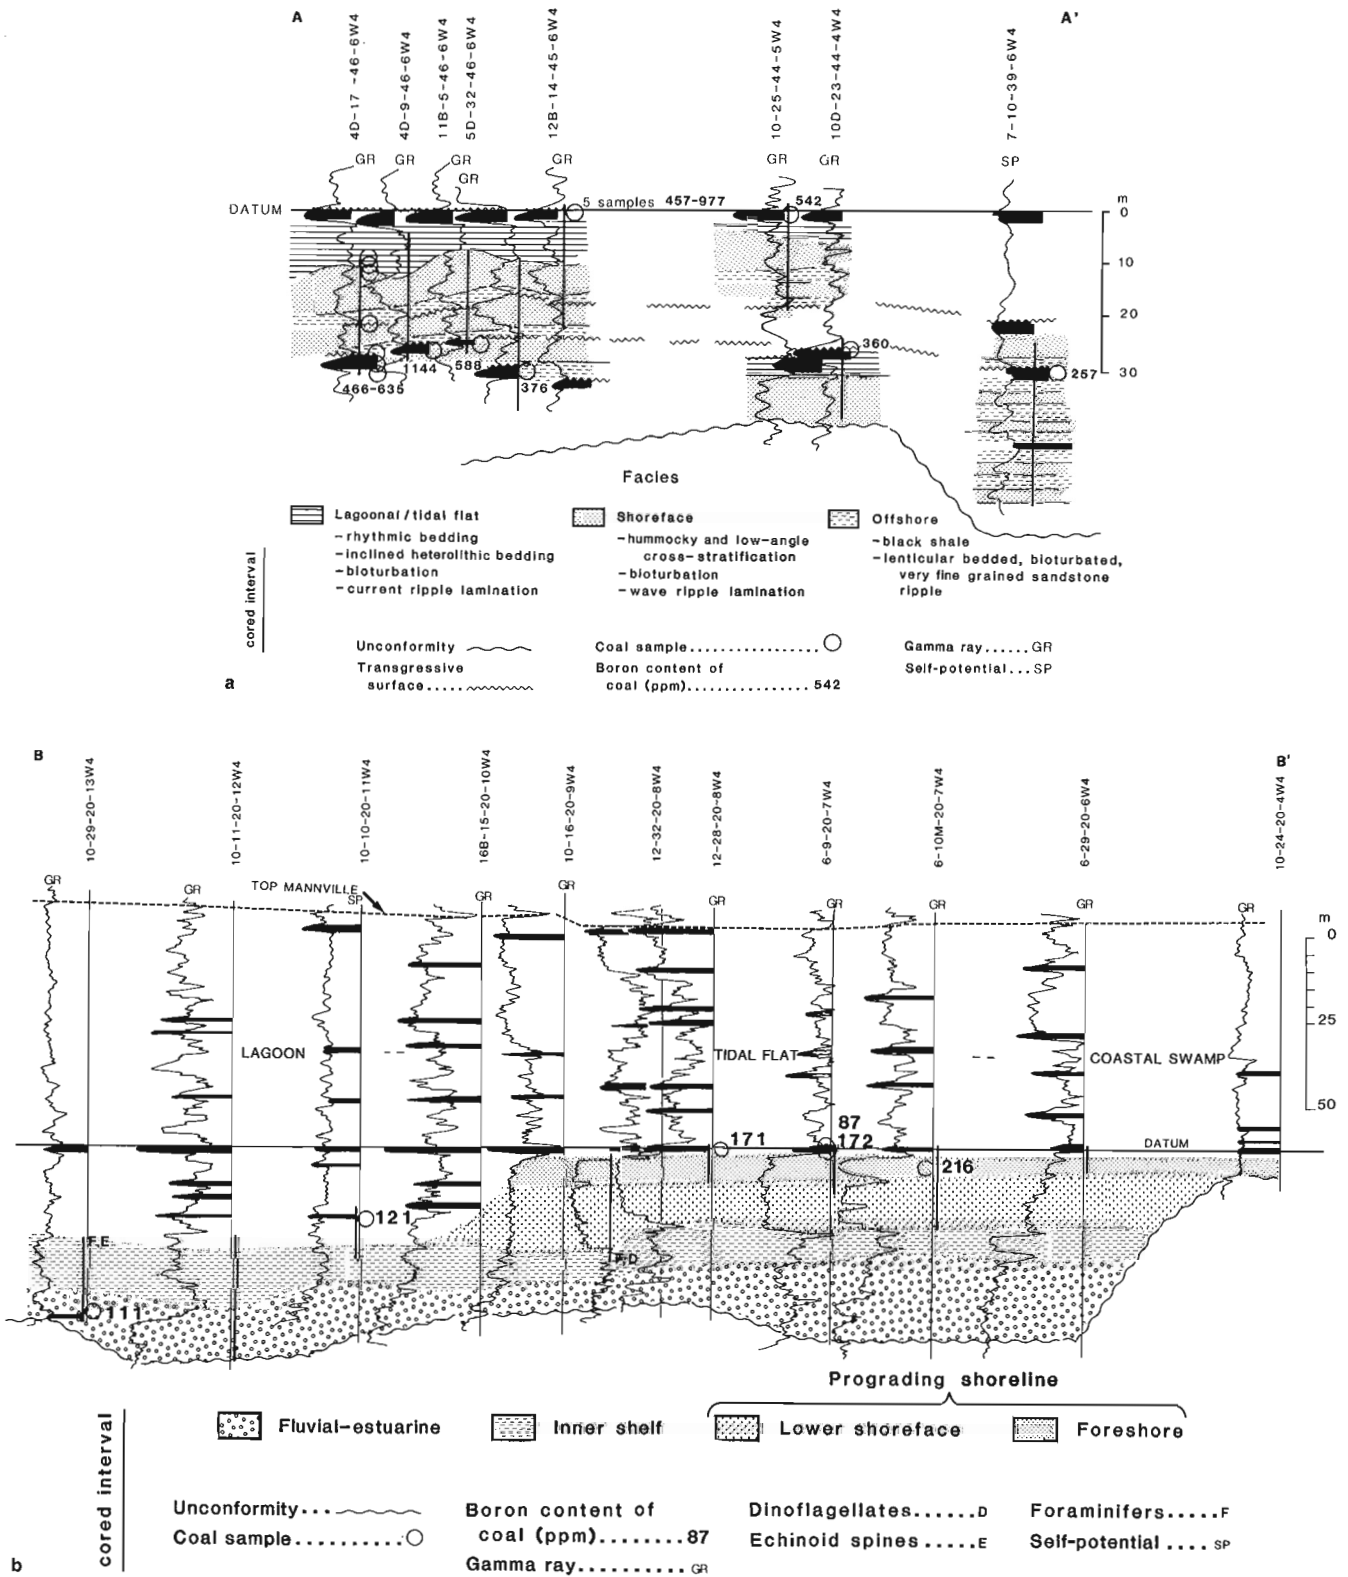 A
A'
4D-17 -46-6W4
4D-9-46-6W4
11B-5-46-6W4
5D-32-46-6W4
12B-14-45-6W4
10-25-44-5W4
10D-23-44-4W4
7-10-39-6W4
GR
GR
GR
GR
GR
GR
GR
SP
DATUM
5 samples 457-977
542
m
0
10
20
30
1144
588
466-635
376
360
257
Facies
Lagoonal/tidal flat
-rhythmic bedding
-inclined heterolithic bedding
-bioturbation
-current ripple lamination
Shoreface
-hummocky and low-angle
cross-stratification
-bioturbation
-wave ripple lamination
Offshore
-black shale
-lenticular bedded, bioturbated,
very fine grained sandstone
ripple
cored interval
Unconformity
Transgressive
surface.....
Coal sample..................
Boron content of
coal (ppm)................542
Gamma ray......GR
Self-potential...SP
a
B
B'
10-29-20-13W4
10-11-20-12W4
10-10-20-11W4
16B-15-20-10W4
10-16-20-9W4
12-32-20-8W4
12-28-20-8W4
6-9-20-7W4
6-10M-20-7W4
6-29-20-6W4
10-24-20-4W4
GR
GR
TOP MANNVILLE
SP
GR
GR
GR
GR
GR
GR
GR
m
0
25
50
LAGOON
TIDAL FLAT
COASTAL SWAMP
87
172
171
DATUM
216
121
F,E
F,D
111
Prograding shoreline
Fluvial-estuarine
Inner shelf
Lower shoreface
Foreshore
cored interval
Unconformity...
Coal sample..........
Boron content of
coal (ppm)........87
Gamma ray..........GR
Dinoflagellates......D
Echinoid spines.....E
Foraminifers.....F
Self-potential....SP
b